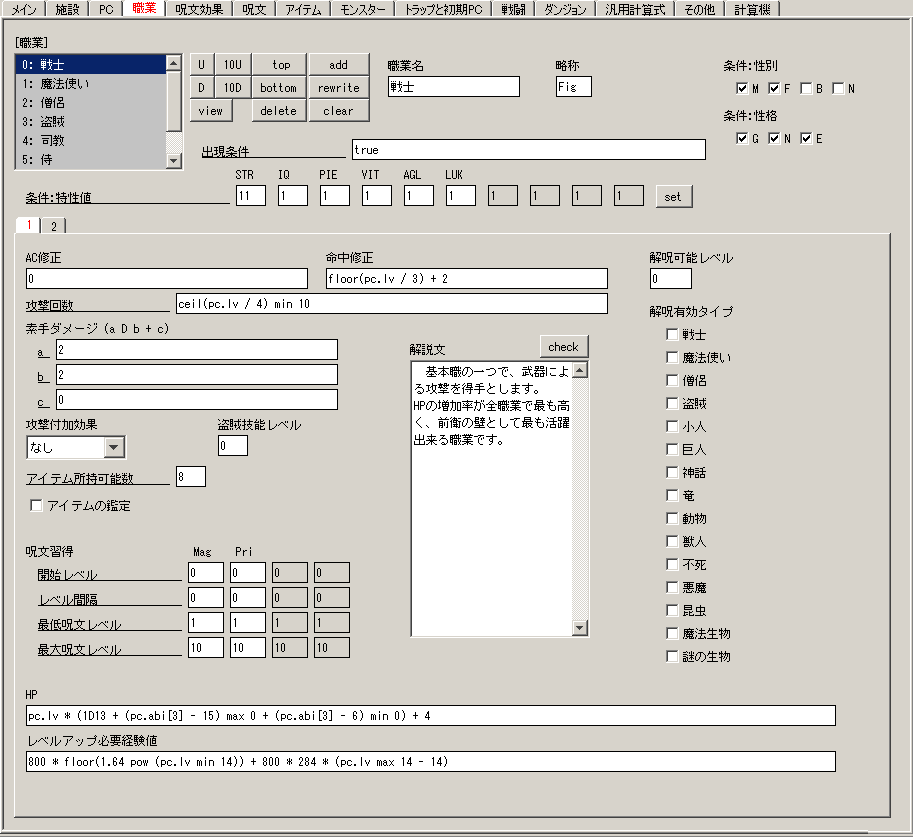 メイン 施設 PC 職業 呪文効果 呪文 アイテム モンスター トラップと初期PC 戦闘 ダンジョン 汎用計算式 その他 計算機
[職業]
0: 戦士
1: 魔法使い
2: 僧侶
3: 盗賊
4: 司教
5: 侍
U 10U top add
D 10D bottom rewrite
view delete clear
職業名 略称
戦士 Fig
条件:性別
M F B N
条件:性格
G N E
出現条件 true
STR IQ PIE VIT AGL LUK
条件:特性値 11 1 1 1 1 1 1 1 1 1 set
1 2
AC修正 命中修正 解呪可能レベル
0 floor(pc.lv / 3) + 2 0
攻撃回数 ceil(pc.lv / 4) min 10
素手ダメージ (a D b + c)
a 2
b 2
c 0
攻撃付加効果 盗賊技能レベル
なし 0
アイテム所持可能数 8
アイテムの鑑定
解説文 check
　基本職の一つで、武器によ
る攻撃を得手とします。
HPの増加率が全職業で最も高
く、前衛の壁として最も活躍
出来る職業です。
解呪有効タイプ
戦士
魔法使い
僧侶
盗賊
小人
巨人
神話
竜
動物
獣人
不死
悪魔
昆虫
魔法生物
謎の生物
呪文習得 Mag Pri
開始レベル 0 0 0 0
レベル間隔 0 0 0 0
最低呪文レベル 1 1 1 1
最大呪文レベル 10 10 10 10
HP
pc.lv * (1D13 + (pc.abi[3] - 15) max 0 + (pc.abi[3] - 6) min 0) + 4
レベルアップ必要経験値
800 * floor(1.64 pow (pc.lv min 14)) + 800 * 284 * (pc.lv max 14 - 14)